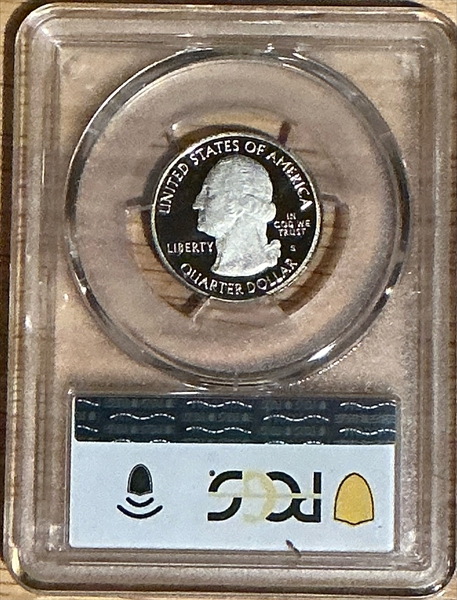 UNITED STATES OF AMERICA
LIBERTY
IN
GOD WE
TRUST
S
QUARTER DOLLAR
PCGS